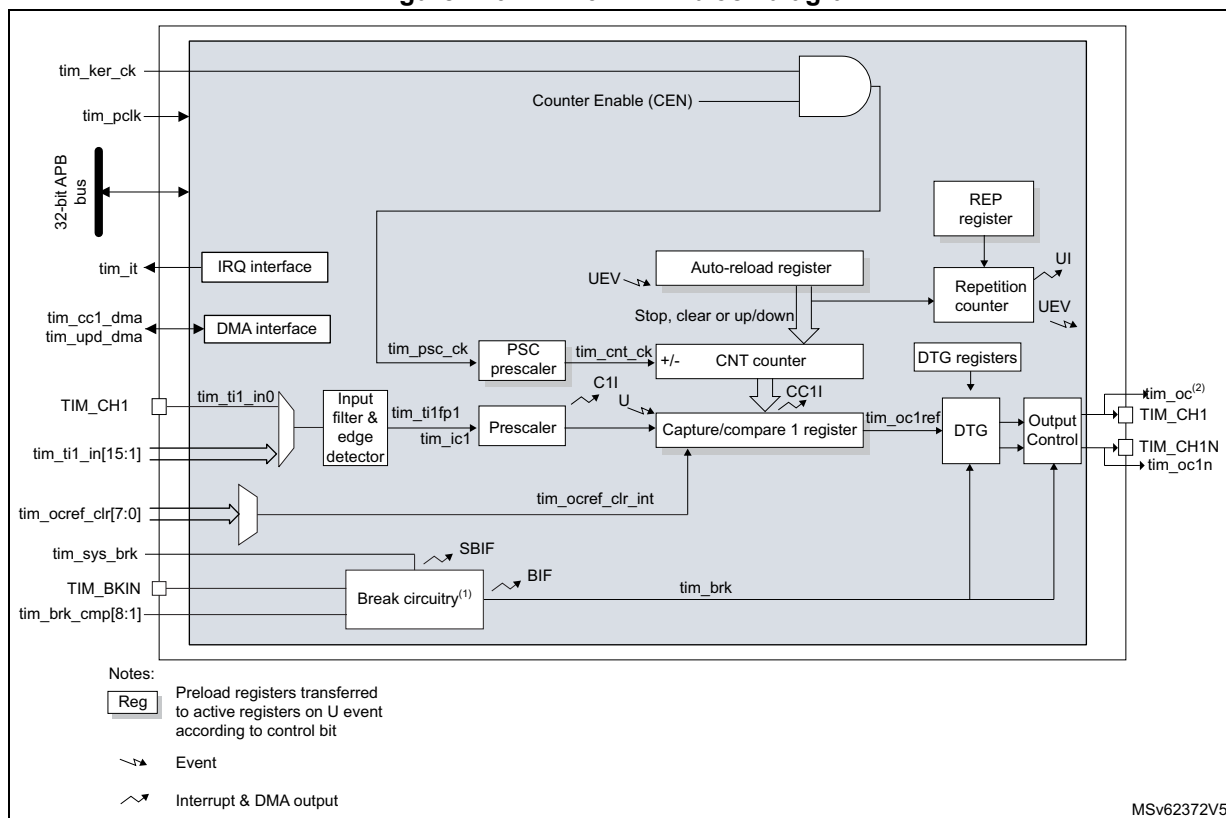 tim_ker_ck
Counter Enable (CEN)
tim_pclk
32-bit APB
bus
REP
register
tim_it
IRQ interface
UEV
Auto-reload register
UI
Repetition
counter
UEV
tim_cc1_dma
tim_upd_dma
DMA interface
Stop, clear or up/down
tim_psc_ck
PSC
prescaler
tim_cnt_ck
+/-
CNT counter
DTG registers
TIM_CH1
tim_ti1_in0
Input
filter &
edge
detector
tim_ti1fp1
tim_ic1
C1I
Prescaler
U
CC1I
Capture/compare 1 register
tim_oc1ref
DTG
Output
Control
tim_oc(2)
TIM_CH1
TIM_CH1N
tim_oc1n
tim_ti1_in[15:1]
tim_ocref_clr[7:0]
tim_ocref_clr_int
tim_sys_brk
SBIF
TIM_BKIN
BIF
Break circuitry(1)
tim_brk
tim_brk_cmp[8:1]
Notes:
Reg
Preload registers transferred
to active registers on U event
according to control bit
Event
Interrupt & DMA output
MSv62372V5